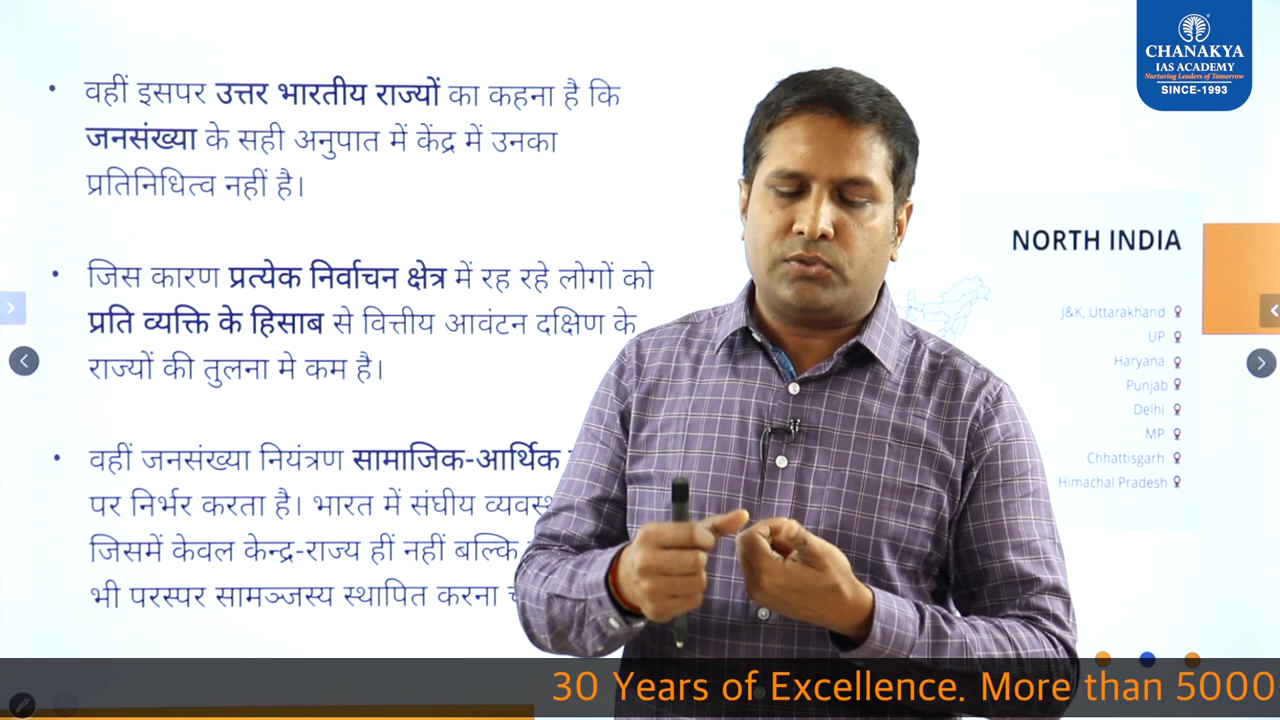 CHANAKYA
IAS ACADEMY
Nurturing Leaders of Tomorrow
SINCE-1993
वहीं इसपर उत्तर भारतीय राज्यों का कहना है कि
जनसंख्या के सही अनुपात में केंद्र में उनका
प्रतिनिधित्व नहीं है।
जिस कारण प्रत्येक निर्वाचन क्षेत्र में रह रहे लोगों को
प्रति व्यक्ति के हिसाब से वित्तीय आवंटन दक्षिण के
राज्यों की तुलना मे कम है।
वहीं जनसंख्या नियंत्रण सामाजिक-आर्थिक
पर निर्भर करता है। भारत में संघीय
जिसमें केवल केन्द्र-राज्य हीं नहीं बल्कि
भी परस्पर सामञ्जस्य स्थापित करना
NORTH INDIA
J&K, Uttarakhand
UP
Haryana
Punjab
Delhi
MP
Chhattisgarh
Himachal Pradesh
30 Years of Excellence. More than 5000